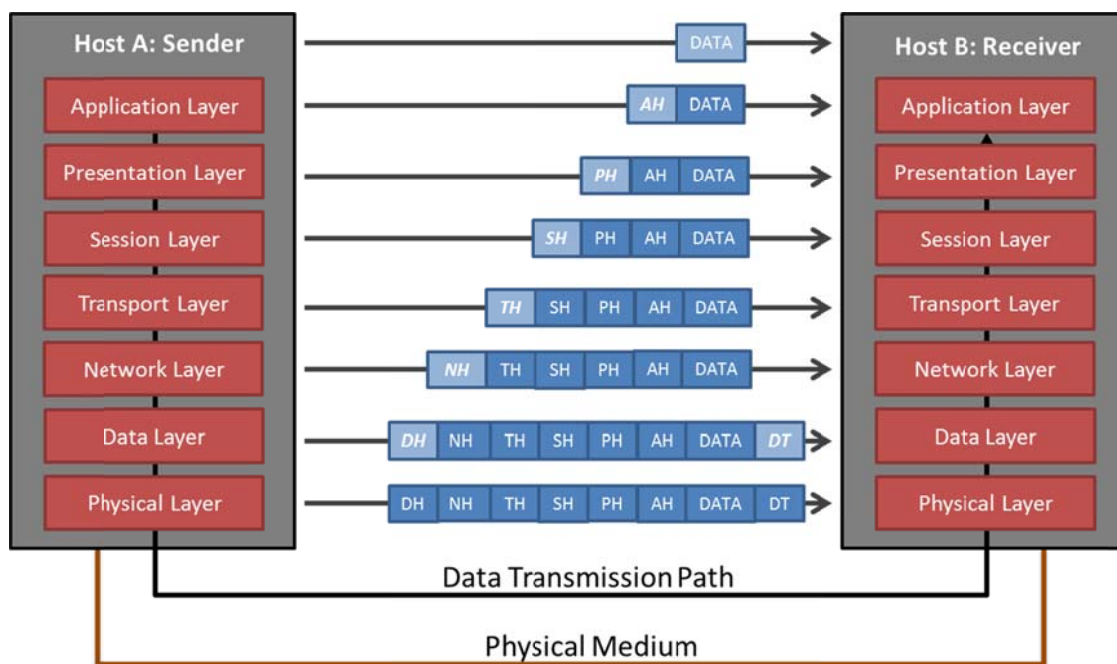 Host A: Sender
DATA
Host B: Receiver
Application Layer
AH DATA
Application Layer
Presentation Layer
PH AH DATA
Presentation Layer
Session Layer
SH PH AH DATA
Session Layer
Transport Layer
TH SH PH AH DATA
Transport Layer
Network Layer
NH TH SH PH AH DATA
Network Layer
Data Layer
DH NH TH SH PH AH DATA DT
Data Layer
Physical Layer
DH NH TH SH PH AH DATA DT
Physical Layer
Data Transmission Path
Physical Medium